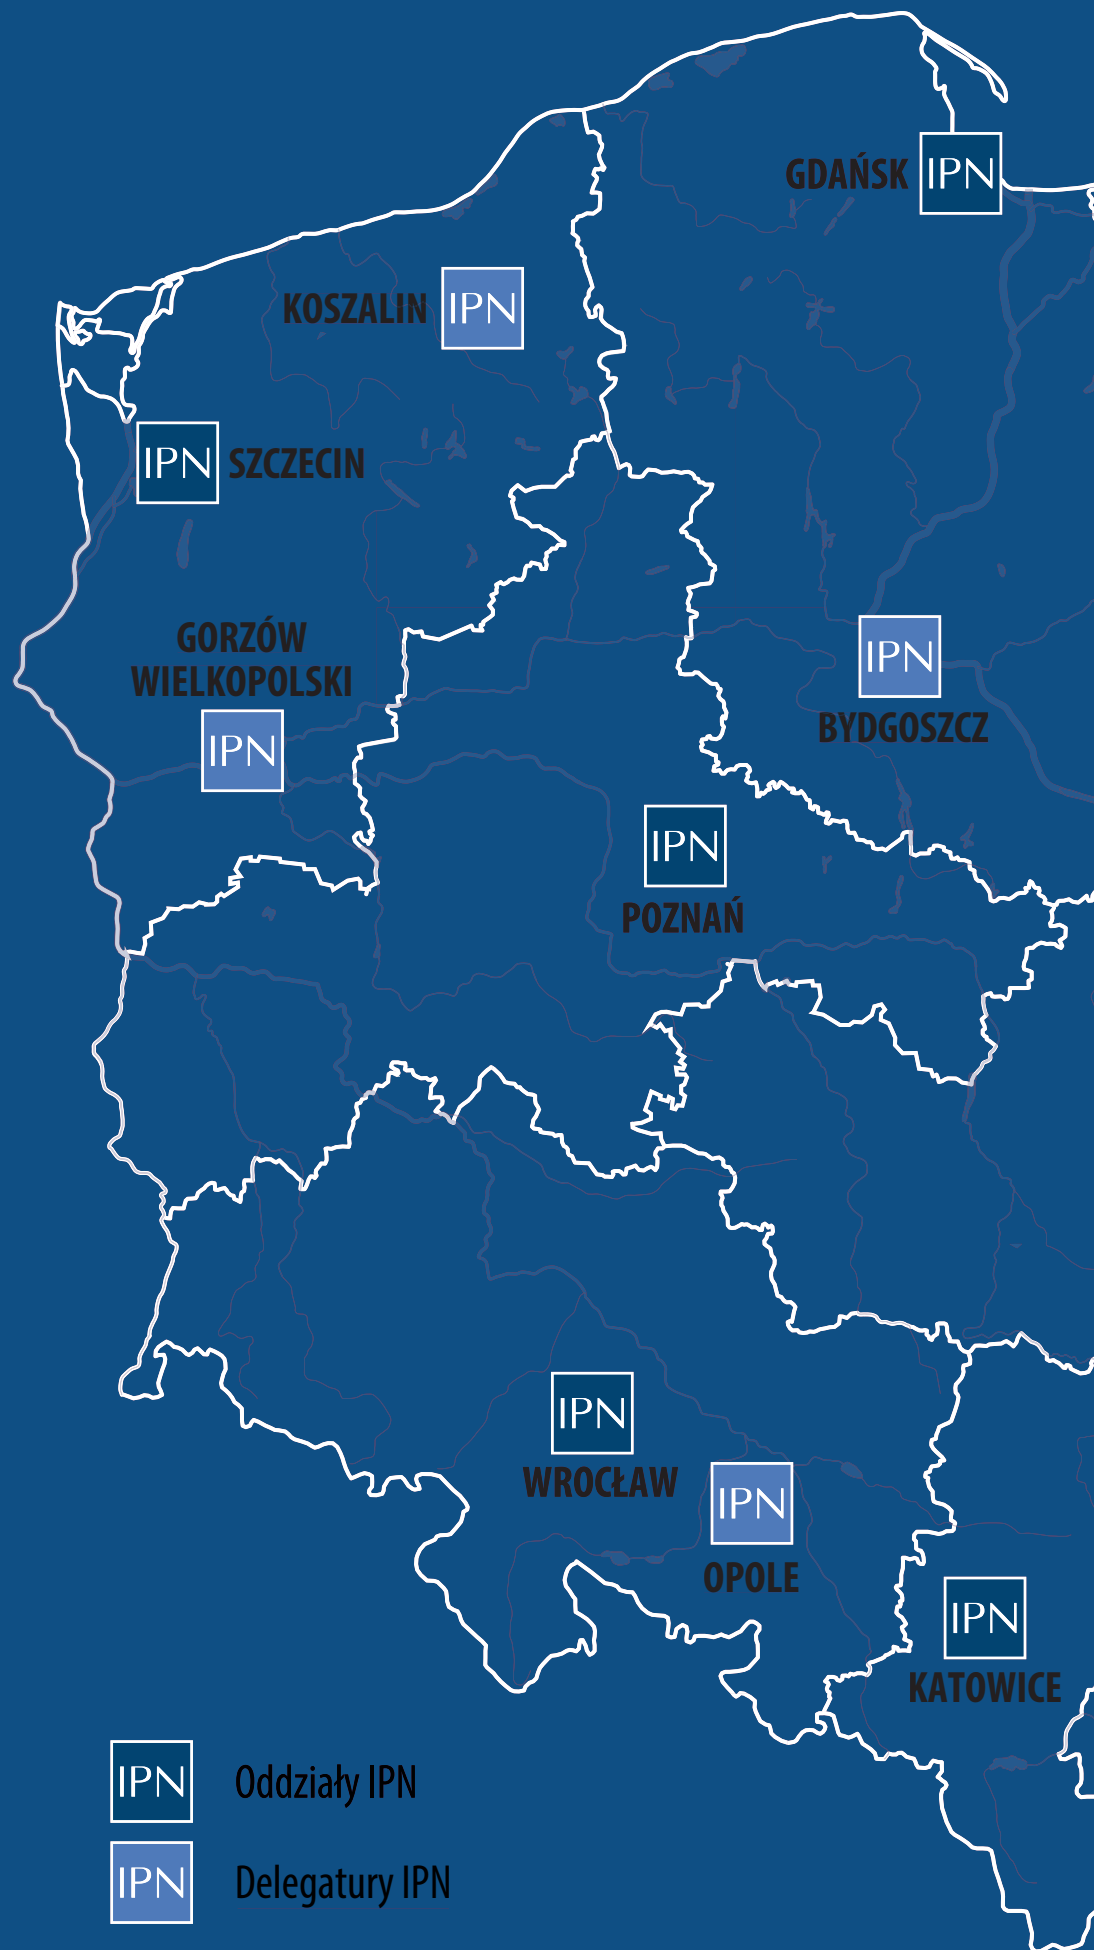 GDAŃSK IPN
KOSZALIN IPN
IPN SZCZECIN
GORZÓW
WIELKOPOLSKI
IPN
IPN
BYDGOSZCZ
IPN
POZNAŃ
IPN
WROCŁAW
IPN
OPOLE
IPN
KATOWICE
IPN Oddziały IPN
IPN Delegatury IPN